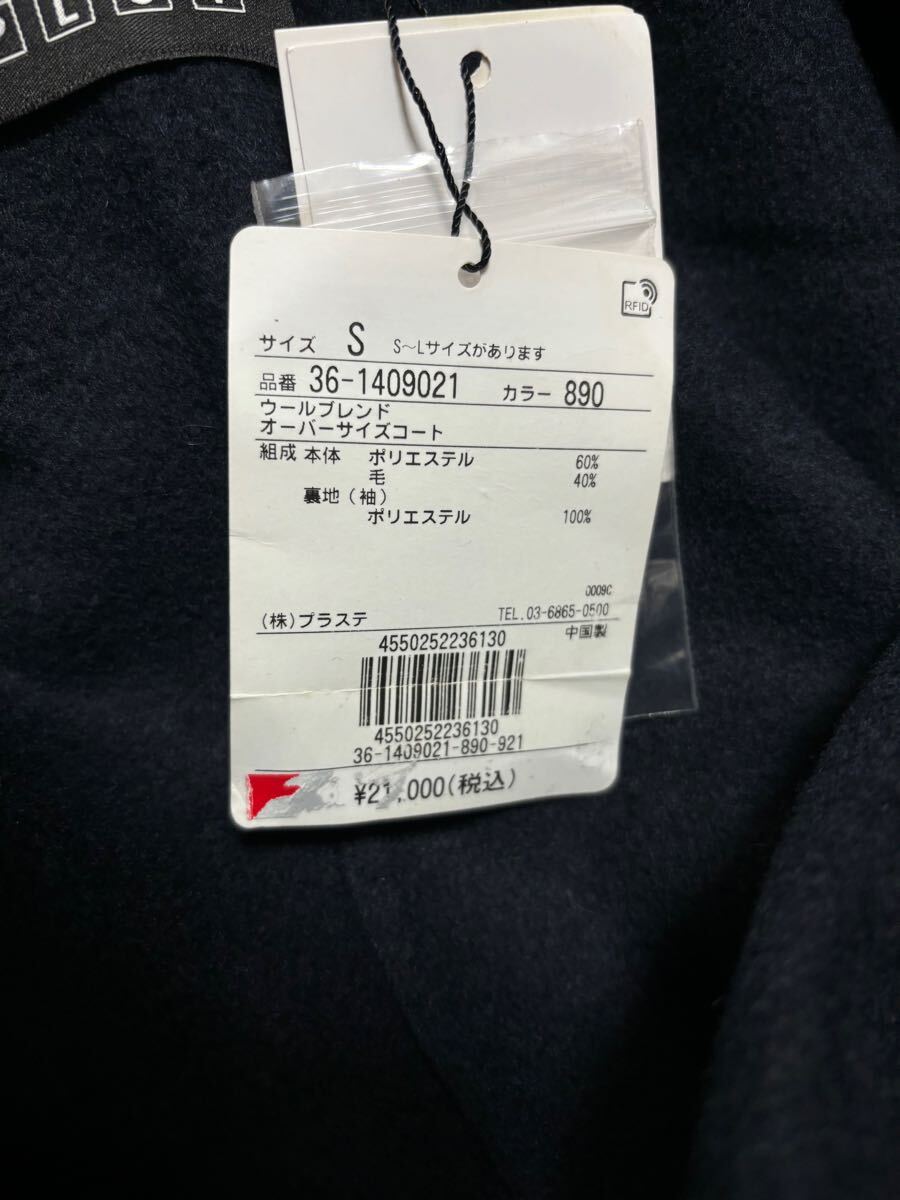 RFID
サイズ S S~Lサイズがあります
品番 36-1409021 カラー 890
ウールブレンド
オーバーサイズコート
組成 本体 ポリエステル 60%
毛 40%
裏地(袖)
ポリエステル 100%
0009C
(株)プラステ TEL.03-6865-0500
中国製
4550252236130
4550252236130
36-1409021-890-921
¥21,000(税込)